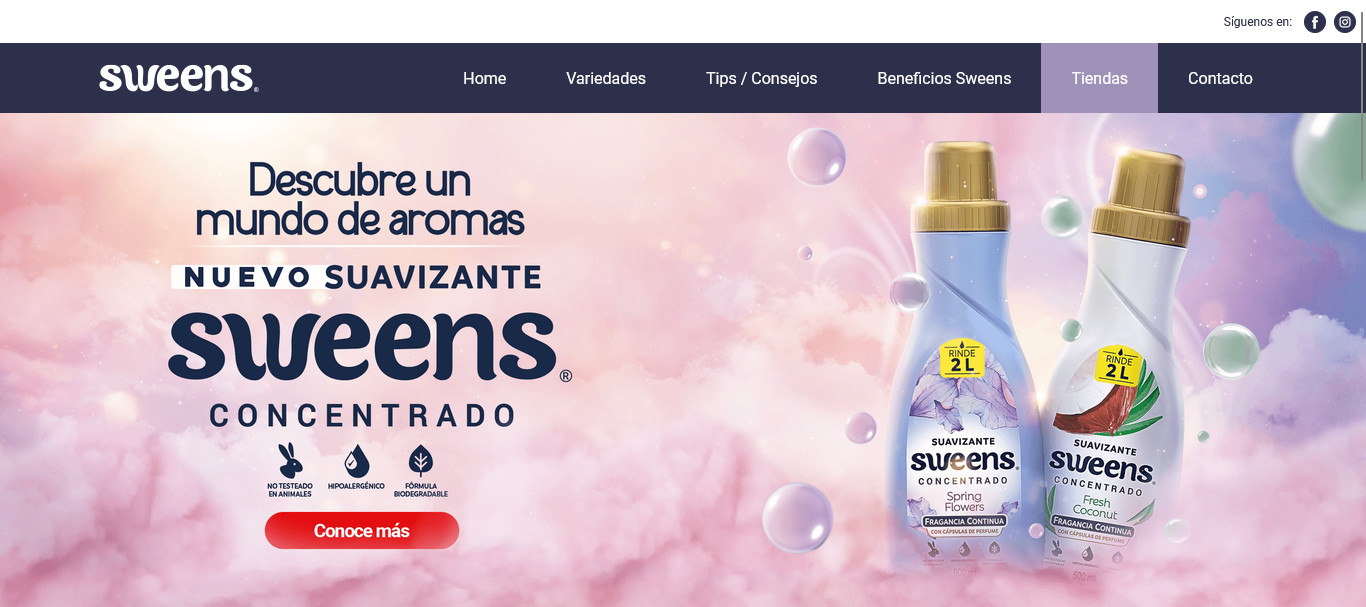 Síguenos en:
sweens®
Home
Variedades
Tips / Consejos
Beneficios Sweens
Tiendas
Contacto
Descubre un
mundo de aromas
NUEVO SUAVIZANTE
sweens®
CONCENTRADO
NO TESTEADO
EN ANIMALES
HIPOALERGÉNICO
FÓRMULA
BIODEGRADABLE
Conoce más
RINDE
2 L
SUAVIZANTE
sweens®
CONCENTRADO
Spring
Flowers
FRAGANCIA CONTINUA
CON CÁPSULAS DE PERFUME
RINDE
2 L
SUAVIZANTE
sweens®
CONCENTRADO
Fresh
Coconut
FRAGANCIA CONTINUA
CON CÁPSULAS DE PERFUME
500 ml